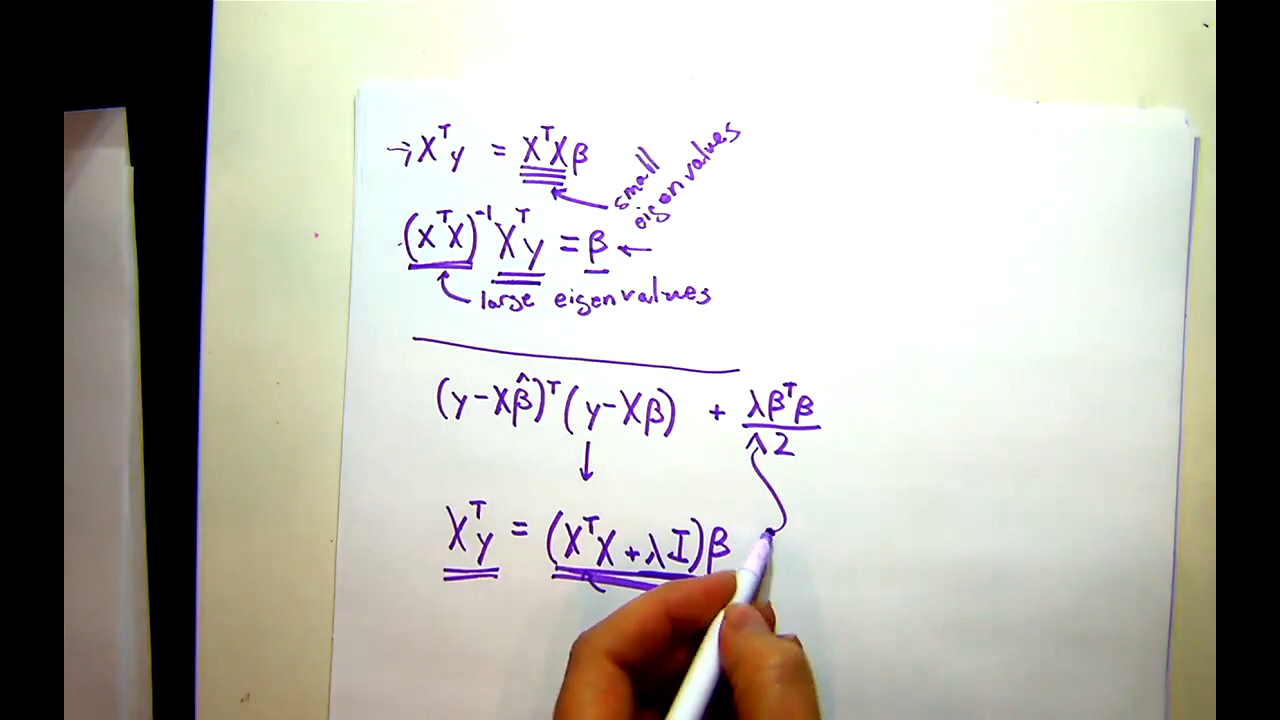 → Xᵀy = XᵀXβ
small
eigenvalues
(XᵀX)⁻¹Xᵀy = β ←
large eigenvalues
(y-Xβ̂)ᵀ(y-Xβ) + λβᵀβ
2
↓
Xᵀy = (XᵀX+λI)β